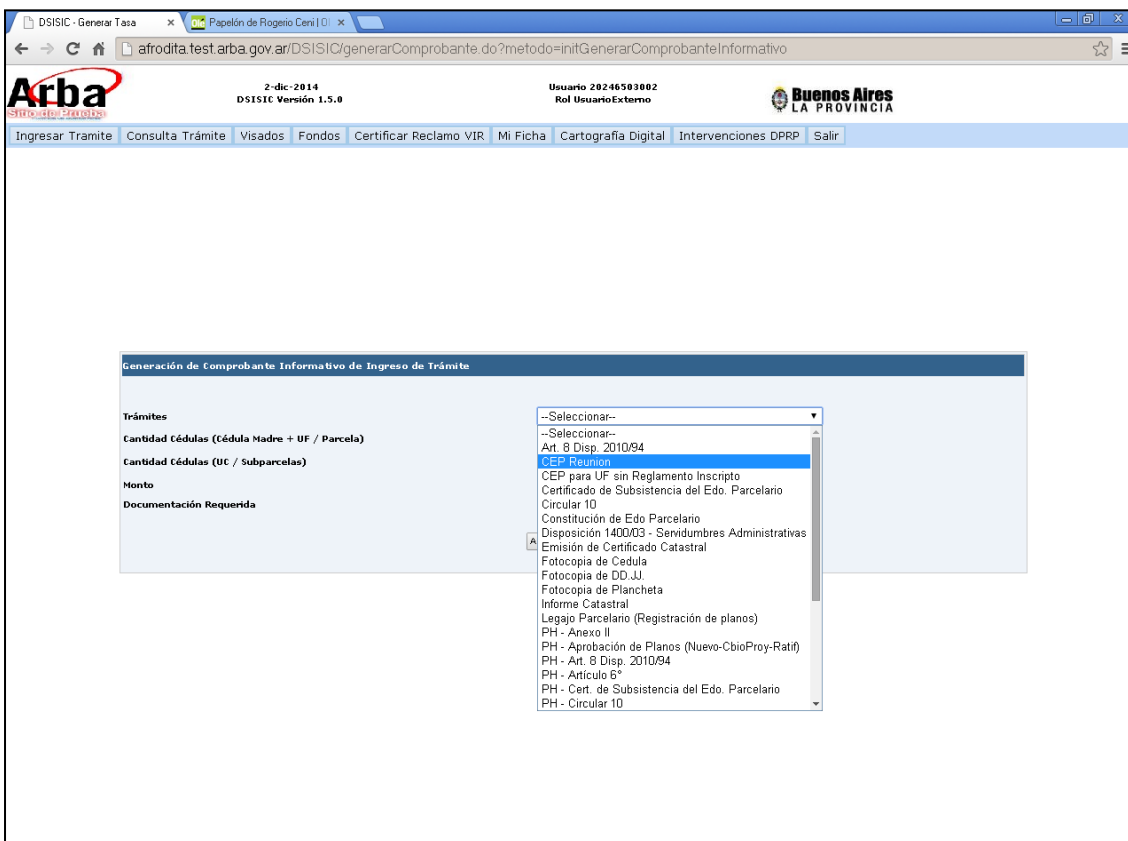 DSISIC - Generar Tasa
Papelón de Rogerio Ceni | Ol
afrodita.test.arba.gov.ar/DSISIC/generarComprobante.do?metodo=initGenerarComprobanteInformativo
Arba
Sitio de Prueba
2-dic-2014
DSISIC Versión 1.5.0
Usuario 20246503002
Rol UsuarioExterno
Buenos Aires
LA PROVINCIA
Ingresar Tramite Consulta Trámite Visados Fondos Certificar Reclamo VIR Mi Ficha Cartografía Digital Intervenciones DPRP Salir
Generación de Comprobante Informativo de Ingreso de Trámite
Trámites
--Seleccionar--
Cantidad Cédulas (Cédula Madre + UF / Parcela)
Cantidad Cédulas (UC / Subparcelas)
Monto
Documentación Requerida
A
--Seleccionar--
Art. 8 Disp. 2010/94
CEP Reunion
CEP para UF sin Reglamento Inscripto
Certificado de Subsistencia del Edo. Parcelario
Circular 10
Constitución de Edo Parcelario
Disposición 1400/03 - Servidumbres Administrativas
Emisión de Certificado Catastral
Fotocopia de Cedula
Fotocopia de DD.JJ.
Fotocopia de Plancheta
Informe Catastral
Legajo Parcelario (Registración de planos)
PH - Anexo II
PH - Aprobación de Planos (Nuevo-CbioProy-Ratif)
PH - Art. 8 Disp. 2010/94
PH - Artículo 6°
PH - Cert. de Subsistencia del Edo. Parcelario
PH - Circular 10